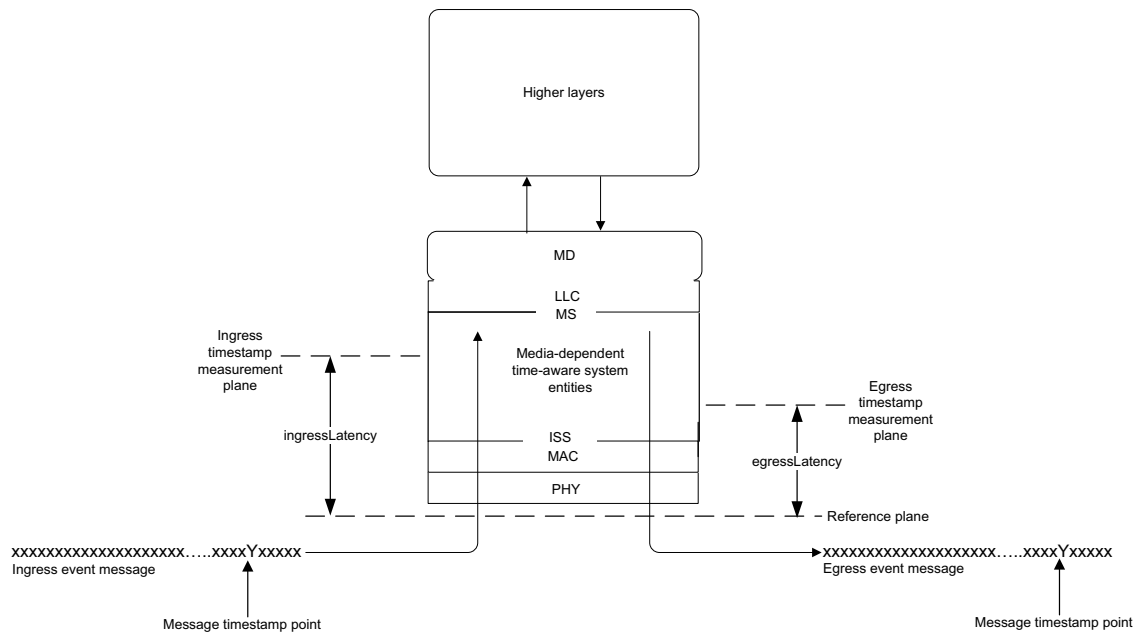 Higher layers
MD
LLC
MS
Ingress
timestamp
measurement
plane
Media-dependent
time-aware system
entities
Egress
timestamp
measurement
plane
ingressLatency
egressLatency
ISS
MAC
PHY
Reference plane
xxxxxxxxxxxxxxxxxxxx…..xxxxYxxxxx
Ingress event message
Message timestamp point
xxxxxxxxxxxxxxxxxxxx…..xxxxYxxxxx
Egress event message
Message timestamp point